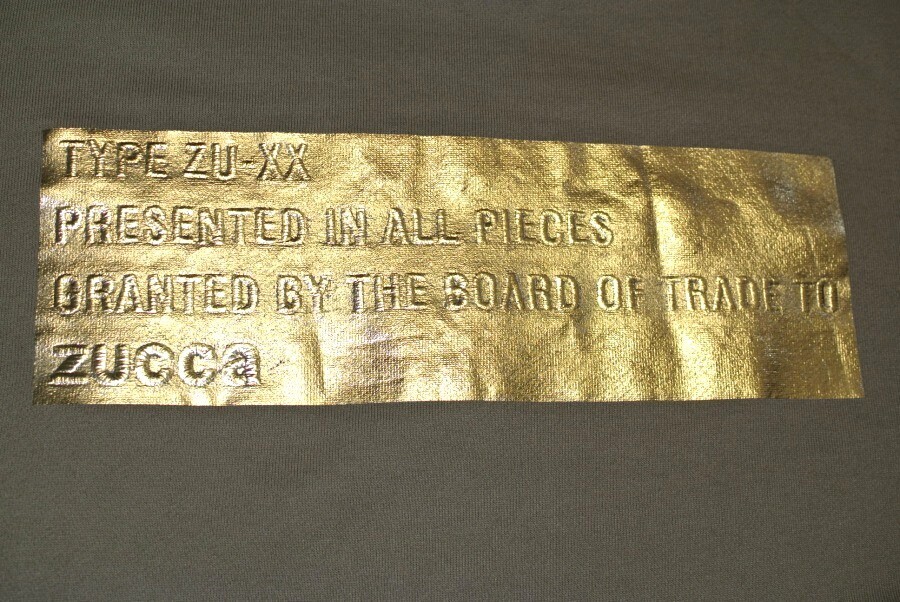 TYPE ZU-XX
PRESENTED IN ALL PIECES
GRANTED BY THE BOARD OF TRADE TO
zucca